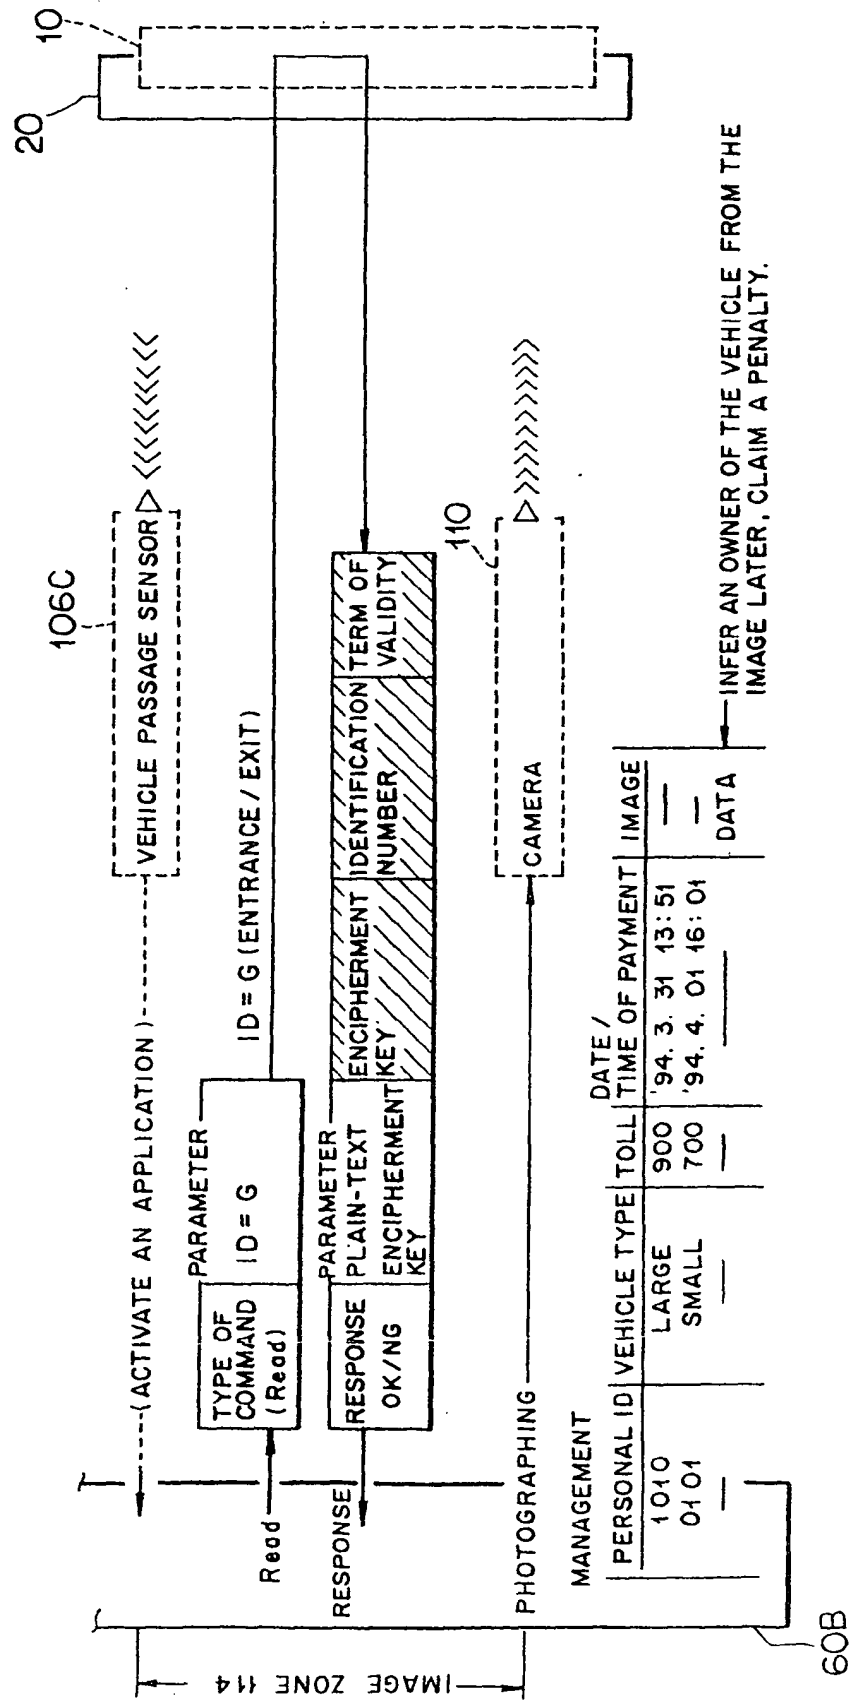 10
20
106C
VEHICLE PASSAGE SENSOR
(ACTIVATE AN APPLICATION)
PARAMETER
TYPE OF
COMMAND
(Read)
ID = G
ID = G (ENTRANCE / EXIT)
Read
PARAMETER
RESPONSE
OK/NG
PLAIN-TEXT
ENCIPHERMENT
KEY
ENCIPHERMENT
KEY
IDENTIFICATION
NUMBER
TERM OF
VALIDITY
RESPONSE
110
CAMERA
PHOTOGRAPHING
IMAGE ZONE 114
MANAGEMENT
DATE /
PERSONAL ID VEHICLE TYPE TOLL TIME OF PAYMENT IMAGE
1010 LARGE 900 '94. 3. 31 13:51 —
0101 SMALL 700 '94. 4. 01 16:01 —
— — — — DATA
INFER AN OWNER OF THE VEHICLE FROM THE
IMAGE LATER, CLAIM A PENALTY.
60B